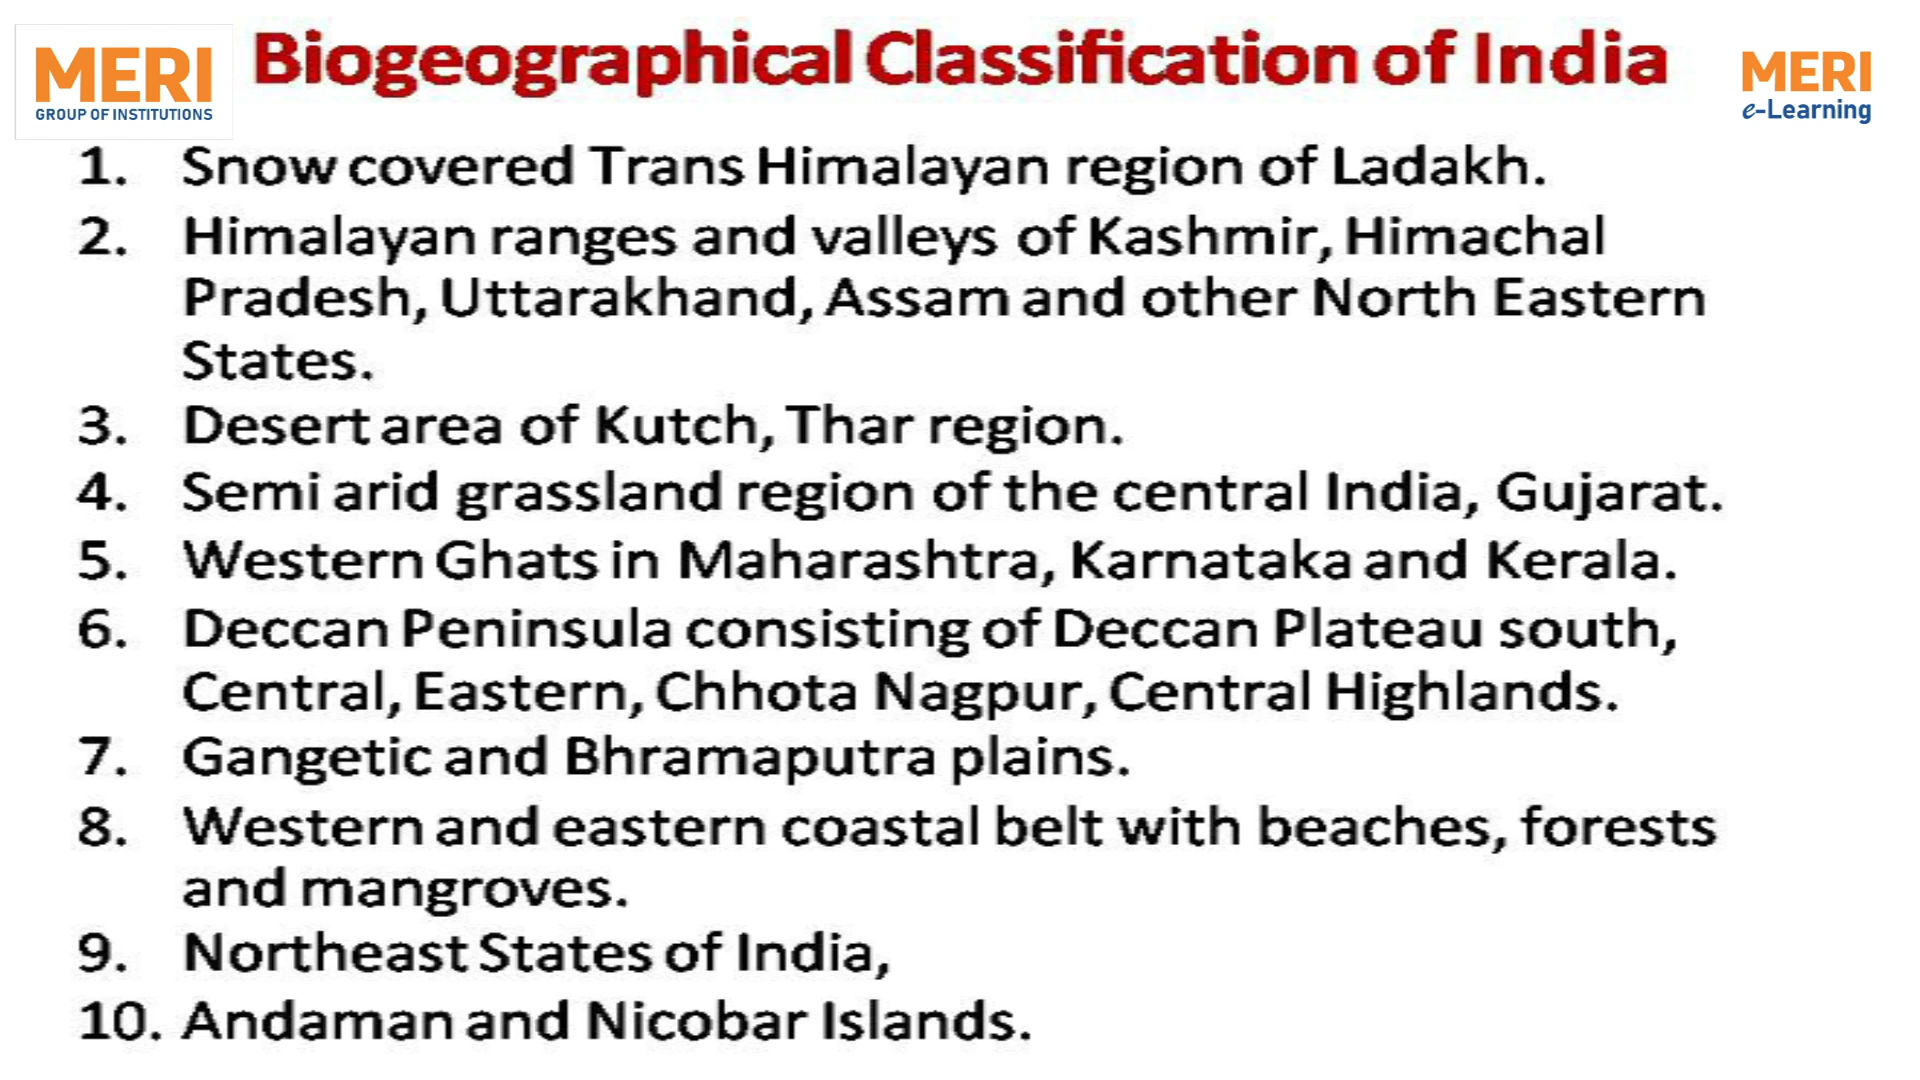 MERI
GROUP OF INSTITUTIONS
Biogeographical Classification of India
MERI
e-Learning
1. Snow covered Trans Himalayan region of Ladakh.
2. Himalayan ranges and valleys of Kashmir, Himachal
Pradesh, Uttarakhand, Assam and other North Eastern
States.
3. Desert area of Kutch, Thar region.
4. Semi arid grassland region of the central India, Gujarat.
5. Western Ghats in Maharashtra, Karnataka and Kerala.
6. Deccan Peninsula consisting of Deccan Plateau south,
Central, Eastern, Chhota Nagpur, Central Highlands.
7. Gangetic and Bhramaputra plains.
8. Western and eastern coastal belt with beaches, forests
and mangroves.
9. Northeast States of India,
10. Andaman and Nicobar Islands.